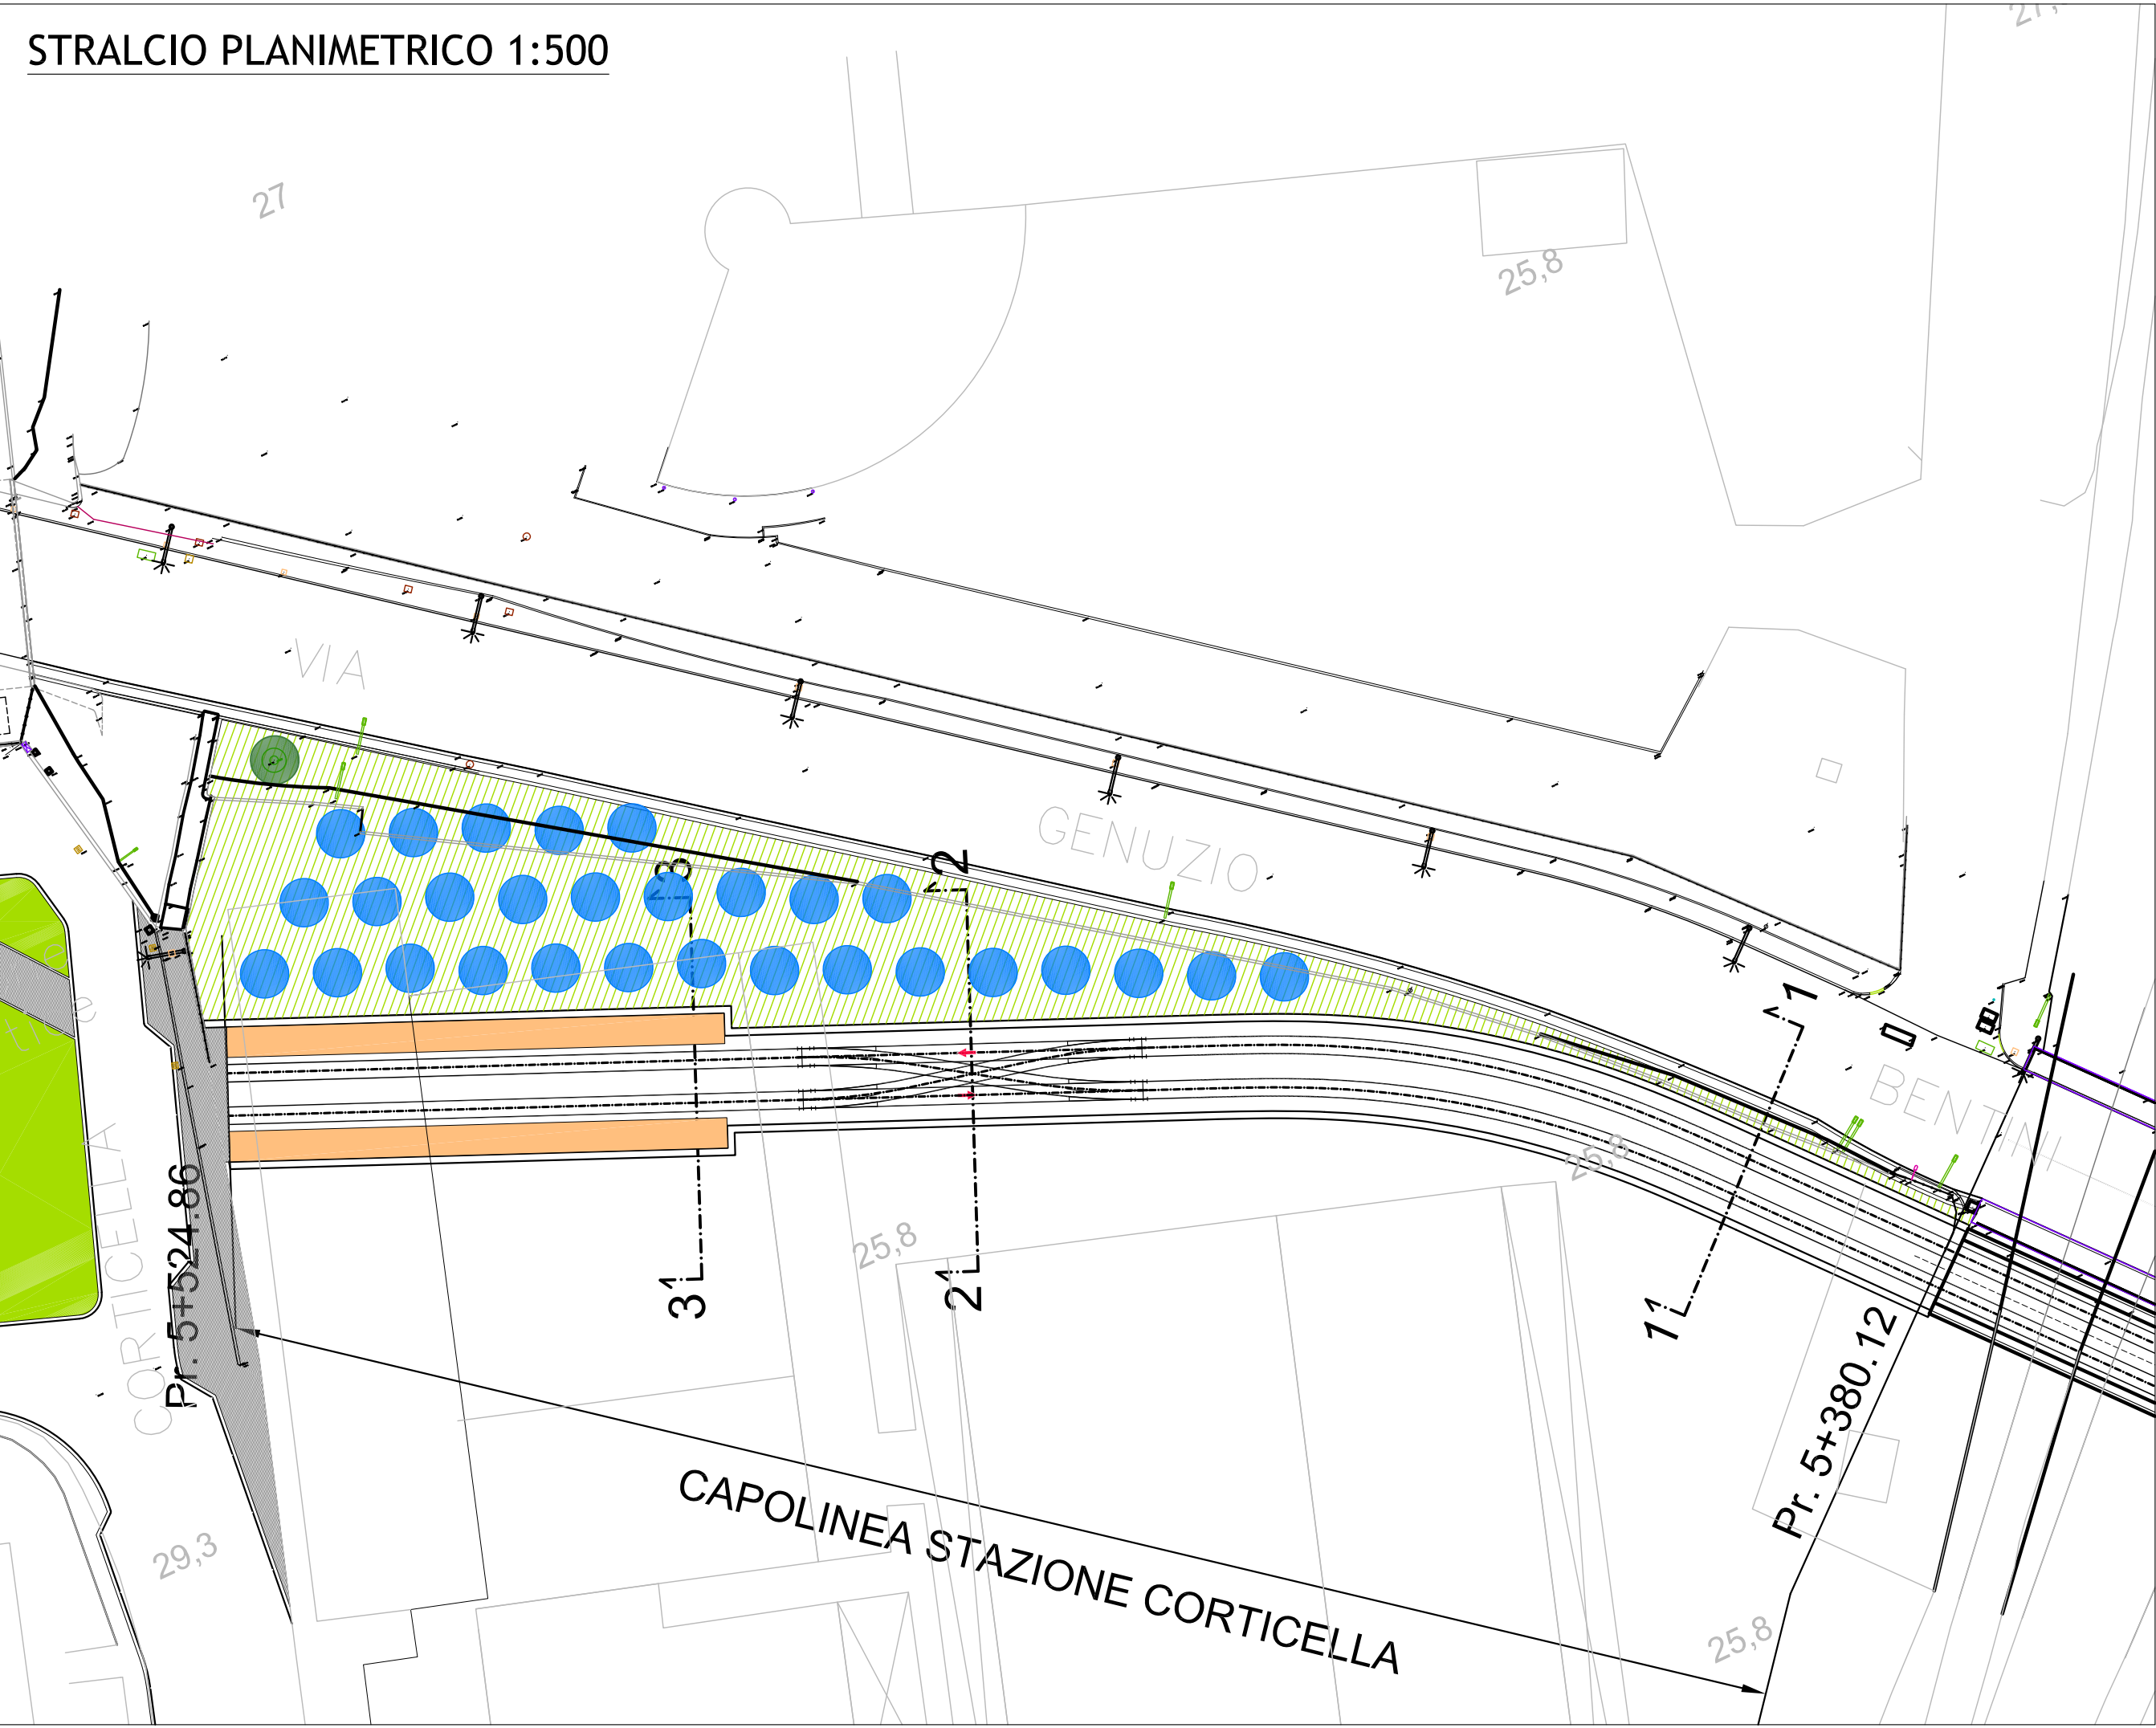 STRALCIO PLANIMETRICO 1:500
27
25,8
VIA
GENUZIO
BENTINI
3
2
1
3
2
1
25,8
25,8
25,8
29,3
CORTICELLA
Pr. 5+524.86
Pr. 5+380.12
CAPOLINEA STAZIONE CORTICELLA